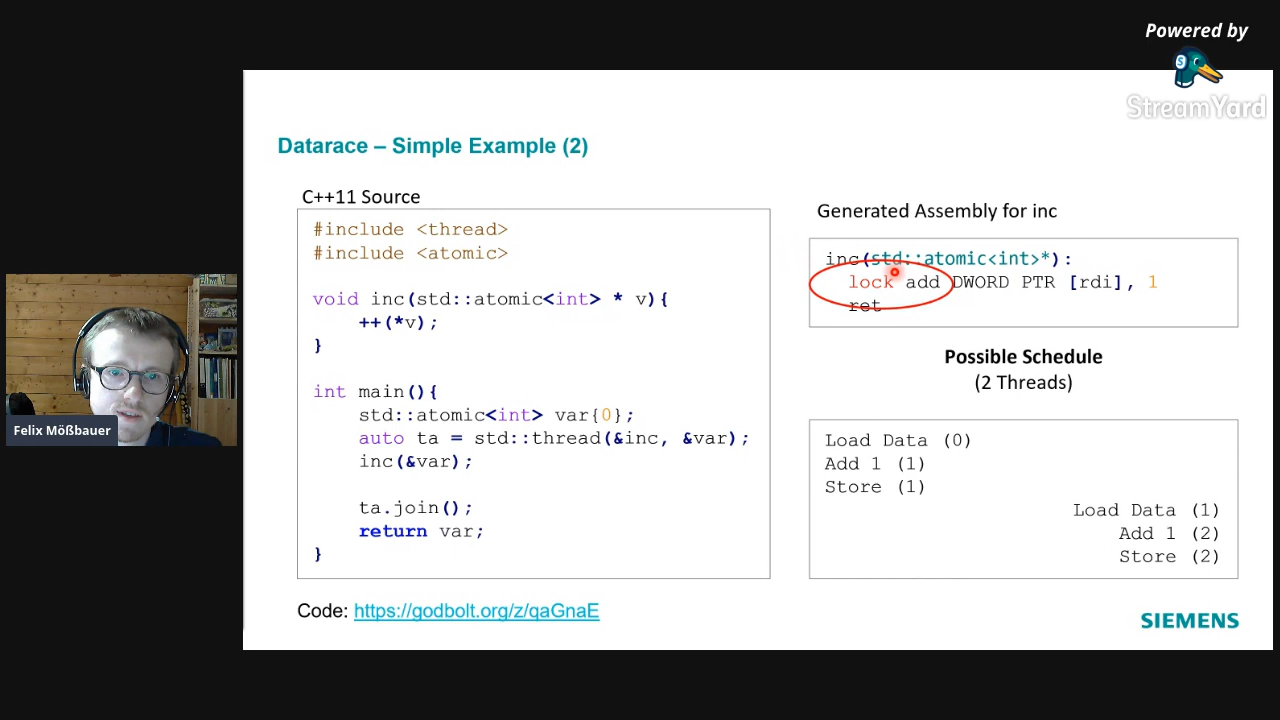 Powered by
StreamYard
Datarace – Simple Example (2)
C++11 Source
#include <thread>
#include <atomic>
void inc(std::atomic<int> * v){
++(*v);
}
int main(){
std::atomic<int> var{0};
auto ta = std::thread(&inc, &var);
inc(&var);
ta.join();
return var;
}
Code: https://godbolt.org/z/qaGnaE
Generated Assembly for inc
inc(std::atomic<int>*):
lock add DWORD PTR [rdi], 1
ret
Possible Schedule
(2 Threads)
Load Data (0)
Add 1 (1)
Store (1)
Load Data (1)
Add 1 (2)
Store (2)
SIEMENS
Felix Mößbauer